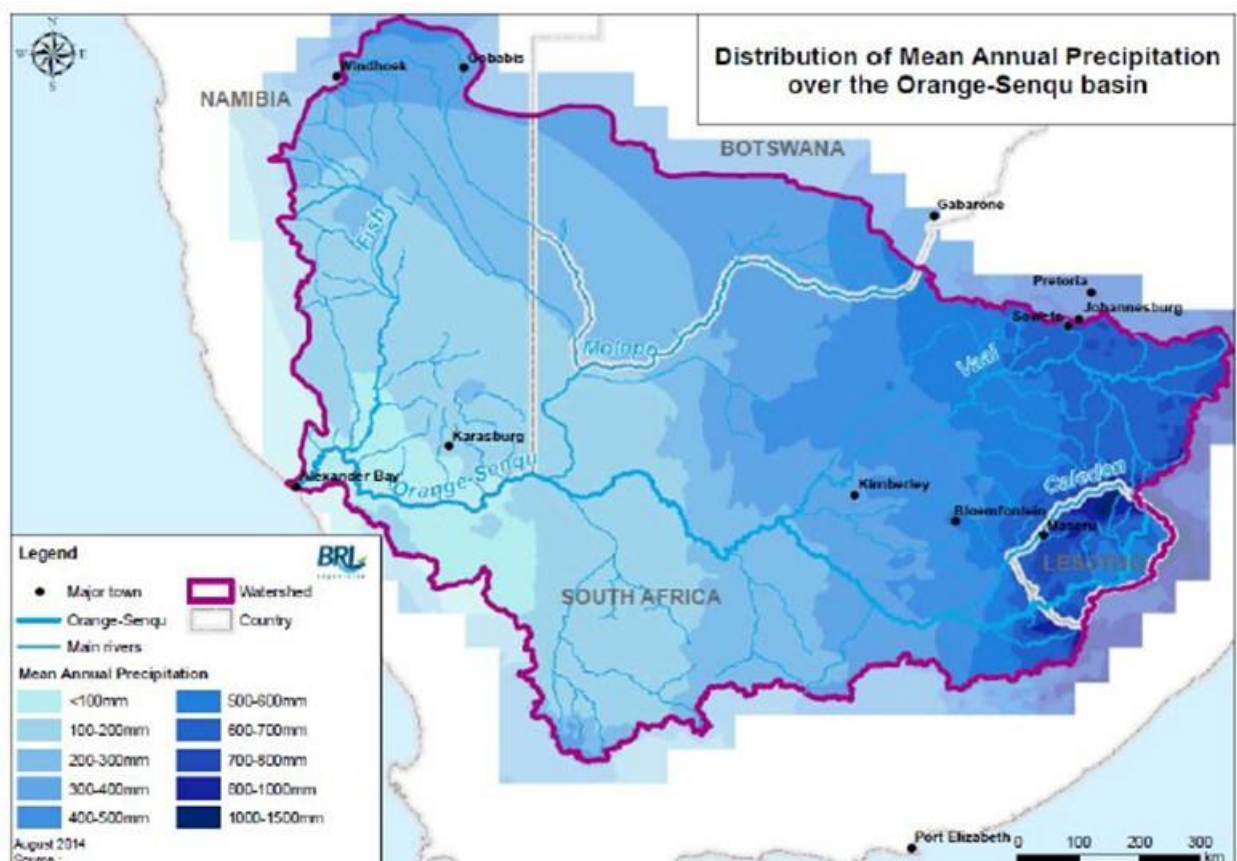 Distribution of Mean Annual Precipitation
over the Orange-Senqu basin
N
W E
S
Windhoek
Gobabis
NAMIBIA
BOTSWANA
Gabarone
Fish
Pretoria
Johannesburg
Soweto
Molopo
Vaal
Karasburg
Alexander Bay
Orange-Senqu
Kimberley
Caledon
Bloemfontein
Maseru
LESOTHO
SOUTH AFRICA
Port Elizabeth
Legend
BRL
Major town
Watershed
Orange-Senqu
Country
Main rivers
Mean Annual Precipitation
<100mm
500-600mm
100-200mm
600-700mm
200-300mm
700-800mm
300-400mm
800-1000mm
400-500mm
1000-1500mm
August 2014
Source :
0 100 200 300
km